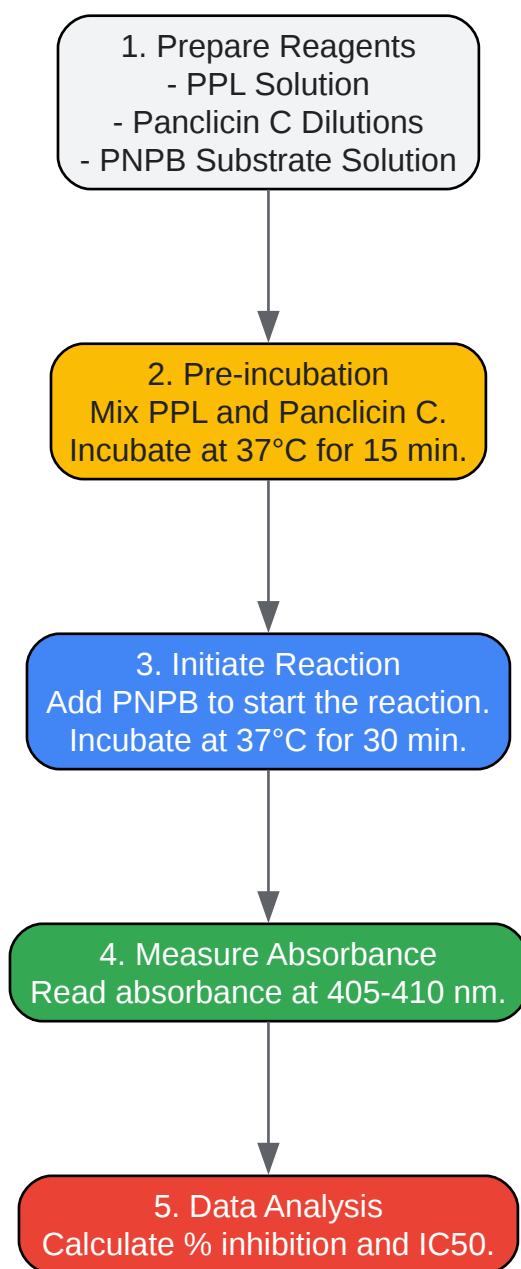 1. Prepare Reagents
- PPL Solution
- Panclicin C Dilutions
- PNPB Substrate Solution
2. Pre-incubation
Mix PPL and Panclicin C.
Incubate at 37°C for 15 min.
3. Initiate Reaction
Add PNPB to start the reaction.
Incubate at 37°C for 30 min.
4. Measure Absorbance
Read absorbance at 405-410 nm.
5. Data Analysis
Calculate % inhibition and IC50.